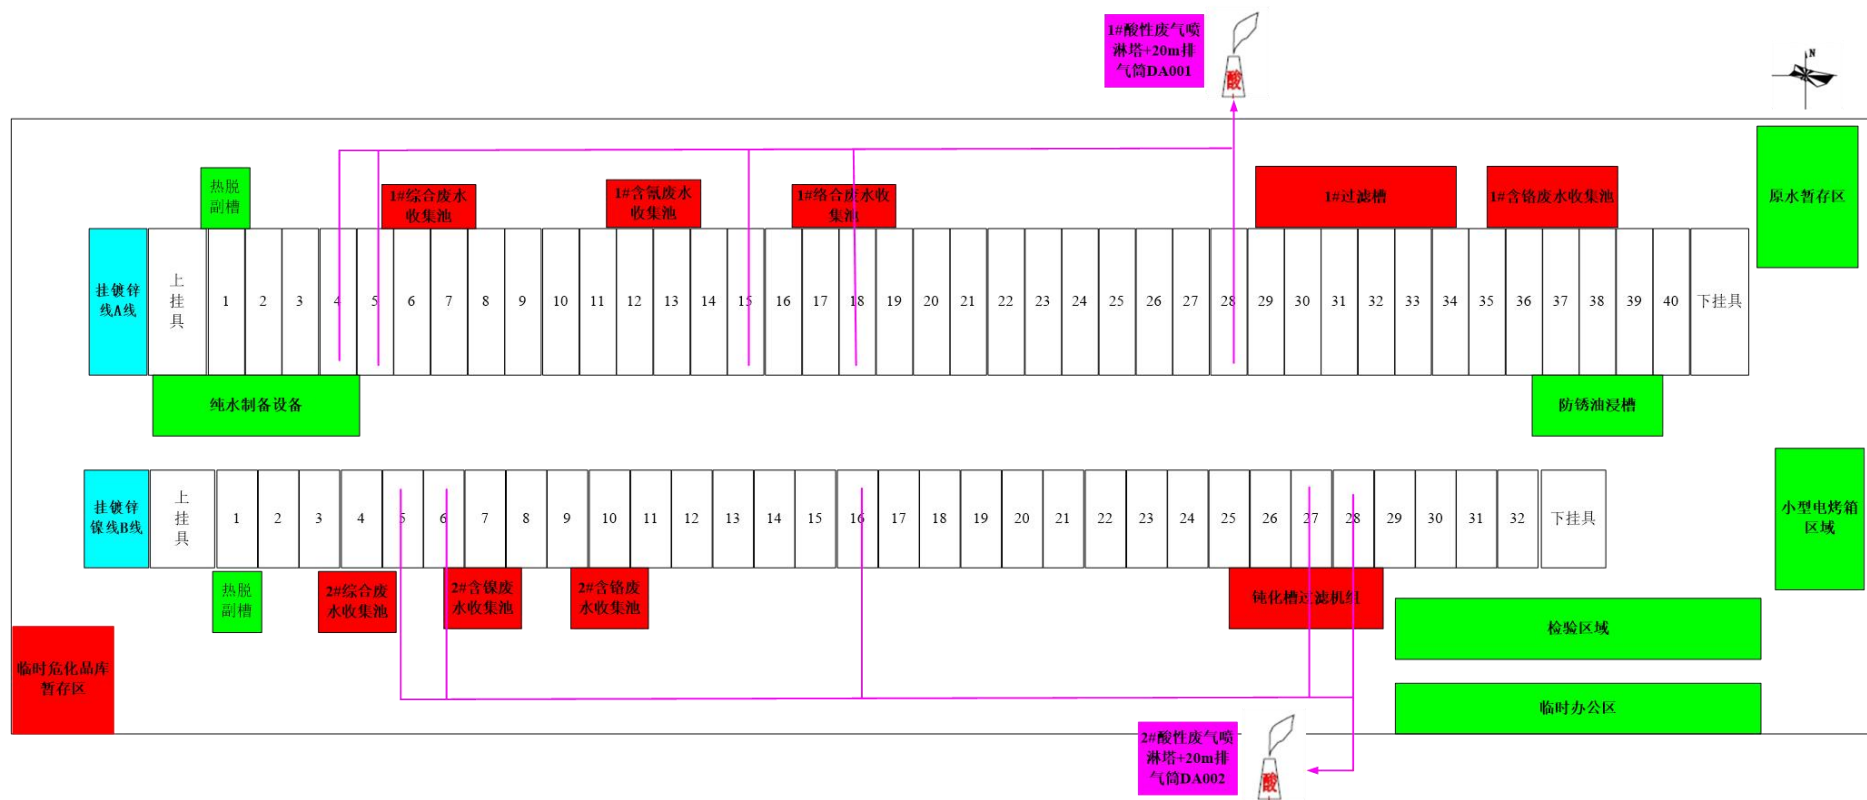 1#酸性废气喷
淋塔+20m排
气筒DA001
酸
N
热脱
副槽
1#综合废水
收集池
1#含氰废水
收集池
1#络合废水收
集池
1#过滤槽
1#含铬废水收集池
原水暂存区
挂镀锌
线A线
上
挂
具
1 2 3 4 5 6 7 8 9 10 11 12 13 14 15 16 17 18 19 20 21 22 23 24 25 26 27 28 29 30 31 32 33 34 35 36 37 38 39 40
下挂具
纯水制备设备
防锈油浸槽
挂镀锌
镍线B线
上
挂
具
1 2 3 4 5 6 7 8 9 10 11 12 13 14 15 16 17 18 19 20 21 22 23 24 25 26 27 28 29 30 31 32
下挂具
小型电烤箱
区域
热脱
副槽
2#综合废
水收集池
2#含镍废
水收集池
2#含铬废
水收集池
钝化槽过滤机组
检验区域
临时危化品库
暂存区
临时办公区
2#酸性废气喷
淋塔+20m排
气筒DA002
酸